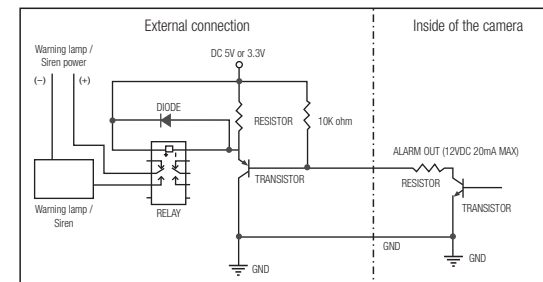 External connection
Inside of the camera
Warning lamp /
Siren power
(−)
(+)
DC 5V or 3.3V
DIODE
RESISTOR
10K ohm
ALARM OUT (12VDC 20mA MAX)
RESISTOR
TRANSISTOR
TRANSISTOR
Warning lamp /
Siren
RELAY
GND
GND
GND